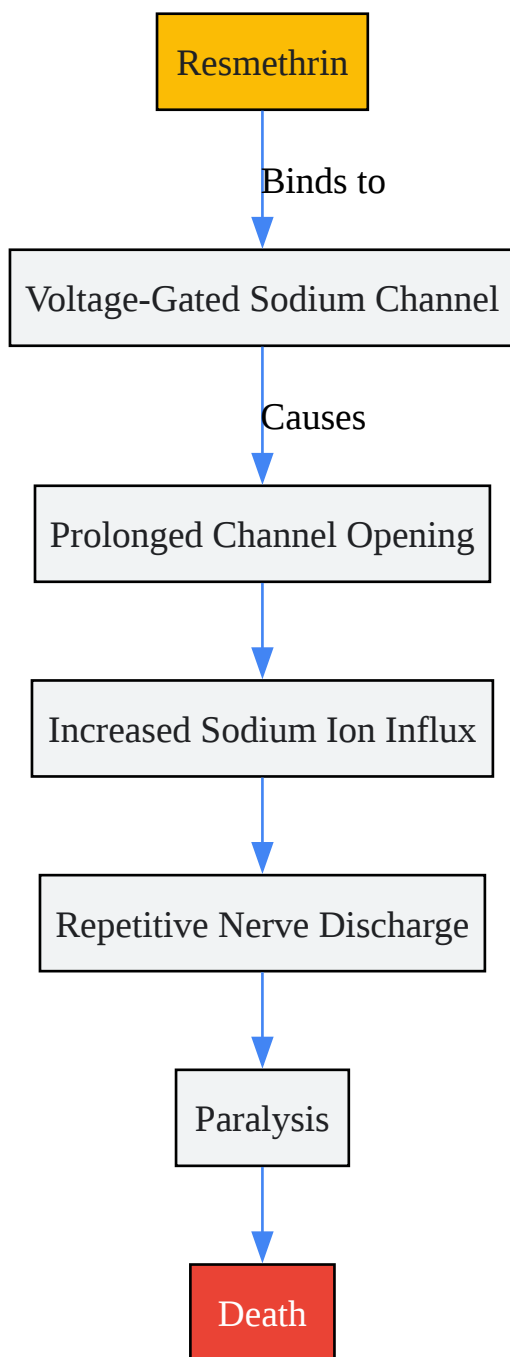 Resmethrin
Binds to
Voltage-Gated Sodium Channel
Causes
Prolonged Channel Opening
Increased Sodium Ion Influx
Repetitive Nerve Discharge
Paralysis
Death